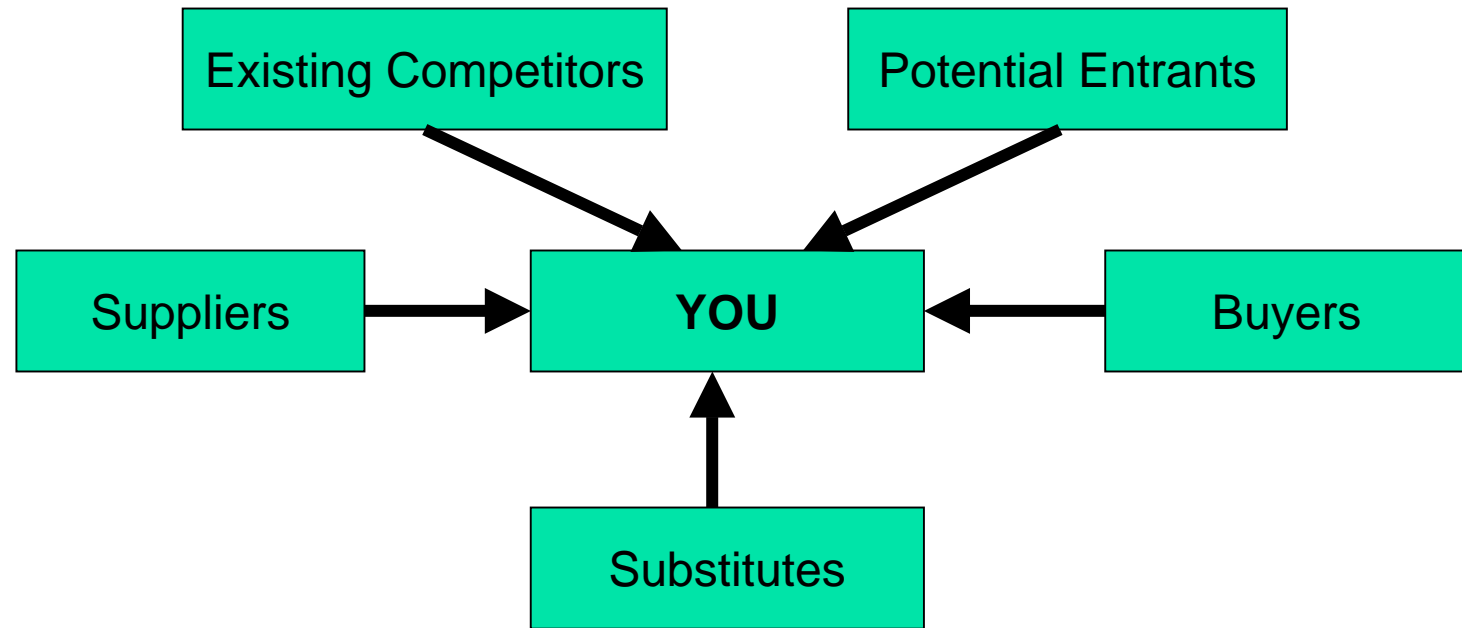 Existing Competitors
Potential Entrants
Suppliers
YOU
Buyers
Substitutes